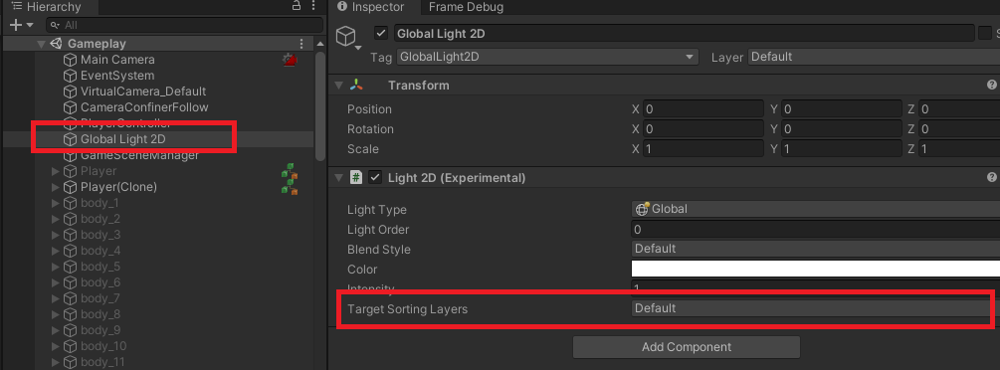 Hierarchy
All
Gameplay
Main Camera
EventSystem
VirtualCamera_Default
CameraConfinerFollow
PlayerController
Global Light 2D
GameSceneManager
Player
Player(Clone)
body_1
body_2
body_3
body_4
body_5
body_6
body_7
body_8
body_9
body_10
body_11
Inspector Frame Debug
Global Light 2D
Tag GlobalLight2D Layer Default
Transform
Position X 0 Y 0 Z 0
Rotation X 0 Y 0 Z 0
Scale X 1 Y 1 Z 1
Light 2D (Experimental)
Light Type Global
Light Order 0
Blend Style Default
Color
Intensity 1
Target Sorting Layers Default
Add Component